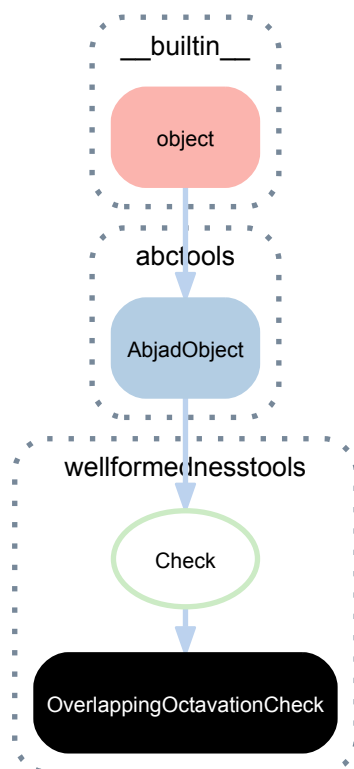 __builtin__
object
abctools
AbjadObject
wellformednesstools
Check
OverlappingOctavationCheck